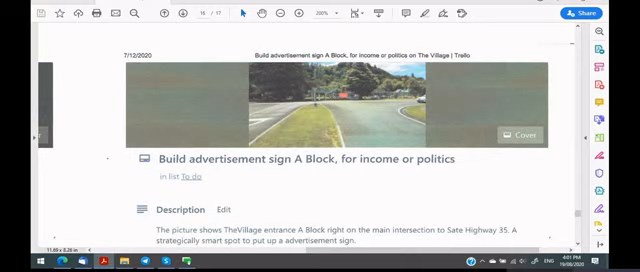 16 / 17
200%
Share
7/12/2020
Build advertisement sign A Block, for income or politics on The Village | Trello
Cover
Build advertisement sign A Block, for income or politics
in list To do
Description Edit
The picture shows TheVillage entrance A Block right on the main intersection to Sate Highway 35. A
strategically smart spot to put up a advertisement sign.
11.69 x 8.26 in
ENG
4:01 PM
19/08/2020